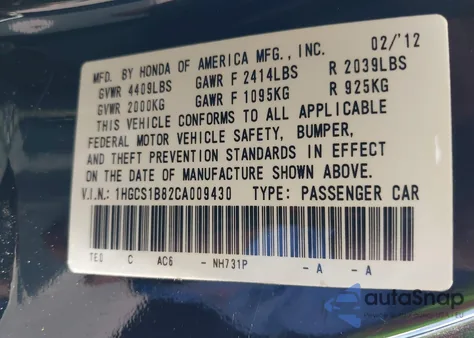 MFD. BY HONDA OF AMERICA MFG., INC. 02/'12
GVWR 4409LBS GAWR F 2414LBS R 2039LBS
GVWR 2000KG GAWR F 1095KG R 925KG
THIS VEHICLE CONFORMS TO ALL APPLICABLE
FEDERAL MOTOR VEHICLE SAFETY, BUMPER,
AND THEFT PREVENTION STANDARDS IN EFFECT
ON THE DATE OF MANUFACTURE SHOWN ABOVE.
V.I.N.: 1HGCS1B82CA009430 TYPE: PASSENGER CAR
TE0 C AC6 - NH731P - A - A
autoSnap